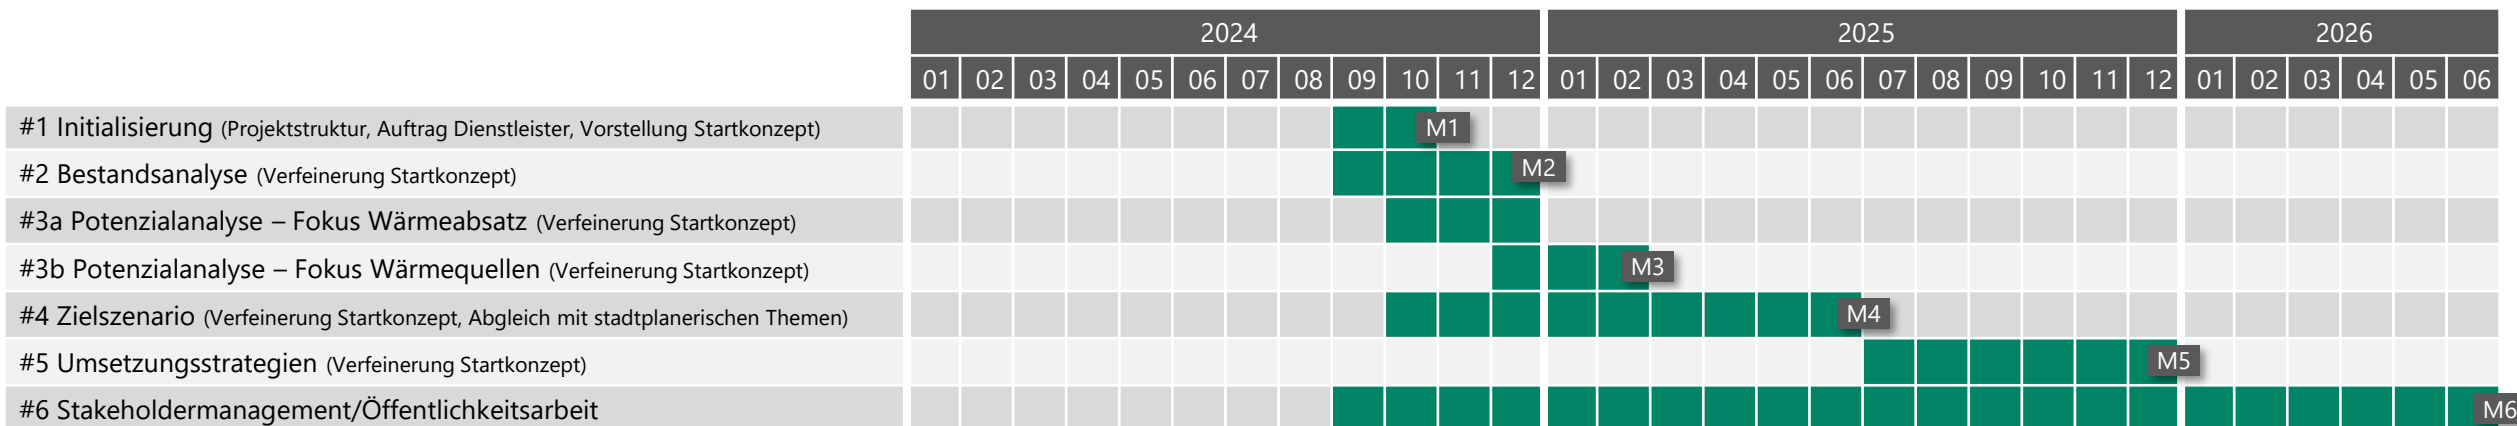 2024 2025 2026
01 02 03 04 05 06 07 08 09 10 11 12 01 02 03 04 05 06 07 08 09 10 11 12 01 02 03 04 05 06
#1 Initialisierung (Projektstruktur, Auftrag Dienstleister, Vorstellung Startkonzept) M1
#2 Bestandsanalyse (Verfeinerung Startkonzept) M2
#3a Potenzialanalyse – Fokus Wärmeabsatz (Verfeinerung Startkonzept)
#3b Potenzialanalyse – Fokus Wärmequellen (Verfeinerung Startkonzept) M3
#4 Zielszenario (Verfeinerung Startkonzept, Abgleich mit stadtplanerischen Themen) M4
#5 Umsetzungsstrategien (Verfeinerung Startkonzept) M5
#6 Stakeholdermanagement/Öffentlichkeitsarbeit M6